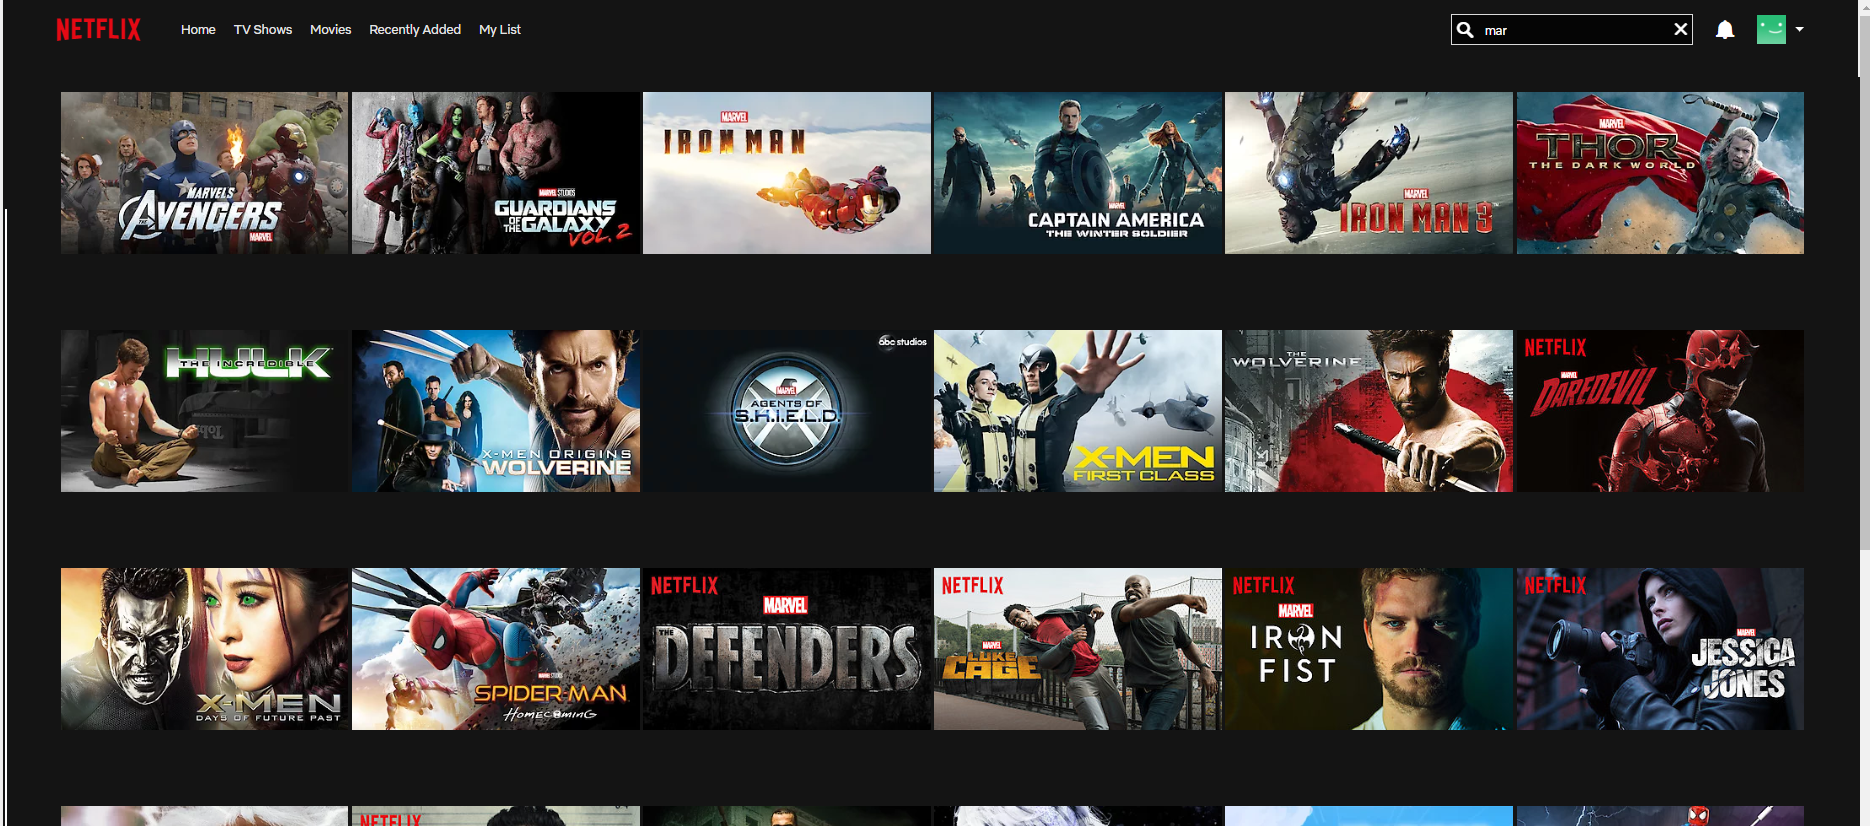 NETFLIX
Home TV Shows Movies Recently Added My List
mar
MARVEL'S
THE AVENGERS
MARVEL
MARVEL STUDIOS
GUARDIANS
OF THE GALAXY
VOL. 2
MARVEL
IRON MAN
MARVEL
CAPTAIN AMERICA
THE WINTER SOLDIER
MARVEL
IRON MAN 3
MARVEL
THOR
THE DARK WORLD
THE INCREDIBLE
HULK
X-MEN ORIGINS
WOLVERINE
abc studios
MARVEL
AGENTS OF
S.H.I.E.L.D.
X-MEN
FIRST CLASS
THE
WOLVERINE
NETFLIX
MARVEL
DAREDEVIL
X-MEN
DAYS OF FUTURE PAST
MARVEL STUDIOS
SPIDER-MAN
HOMECOMING
NETFLIX
MARVEL
THE
DEFENDERS
NETFLIX
MARVEL
LUKE
CAGE
NETFLIX
MARVEL
IRON
FIST
NETFLIX
MARVEL
JESSICA
JONES
NETFLIX